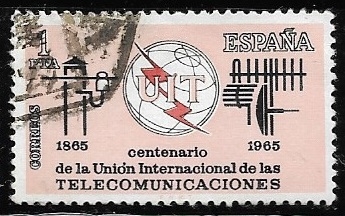 1
PTA
ESPAÑA
UIT
CORREOS
1865
1965
centenario
de la Unión Internacional de las
TELECOMUNICACIONES